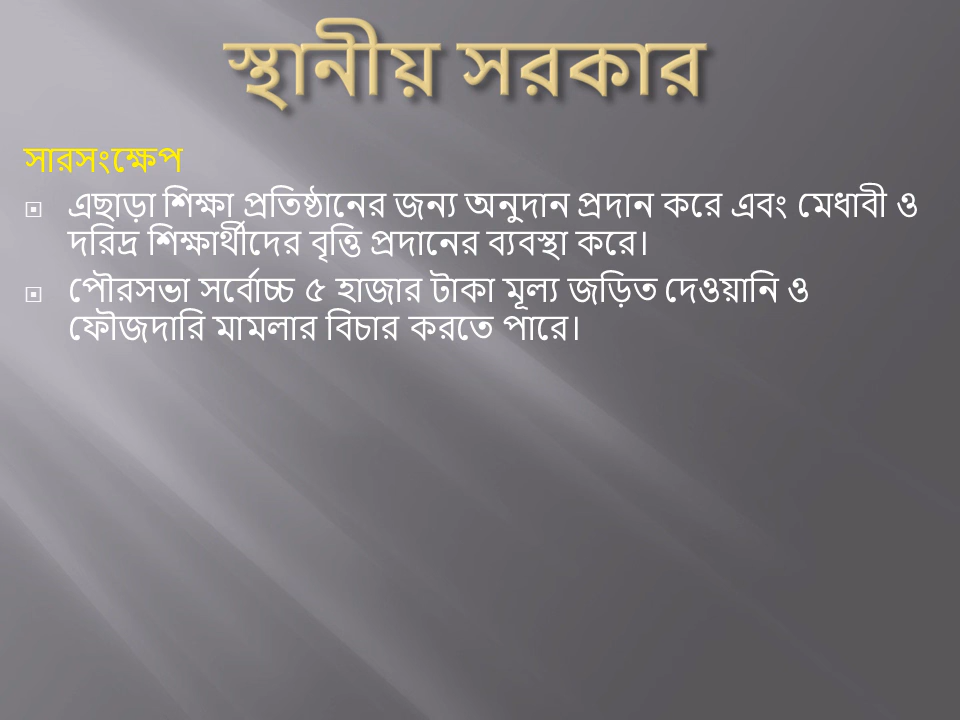 স্থানীয় সরকার
সারসংক্ষেপ
এছাড়া শিক্ষা প্রতিষ্ঠানের জন্য অনুদান প্রদান করে এবং মেধাবী ও
দরিদ্র শিক্ষার্থীদের বৃত্তি প্রদানের ব্যবস্থা করে।
পৌরসভা সর্বোচ্চ ৫ হাজার টাকা মূল্য জড়িত দেওয়ানি ও
ফৌজদারি মামলার বিচার করতে পারে।